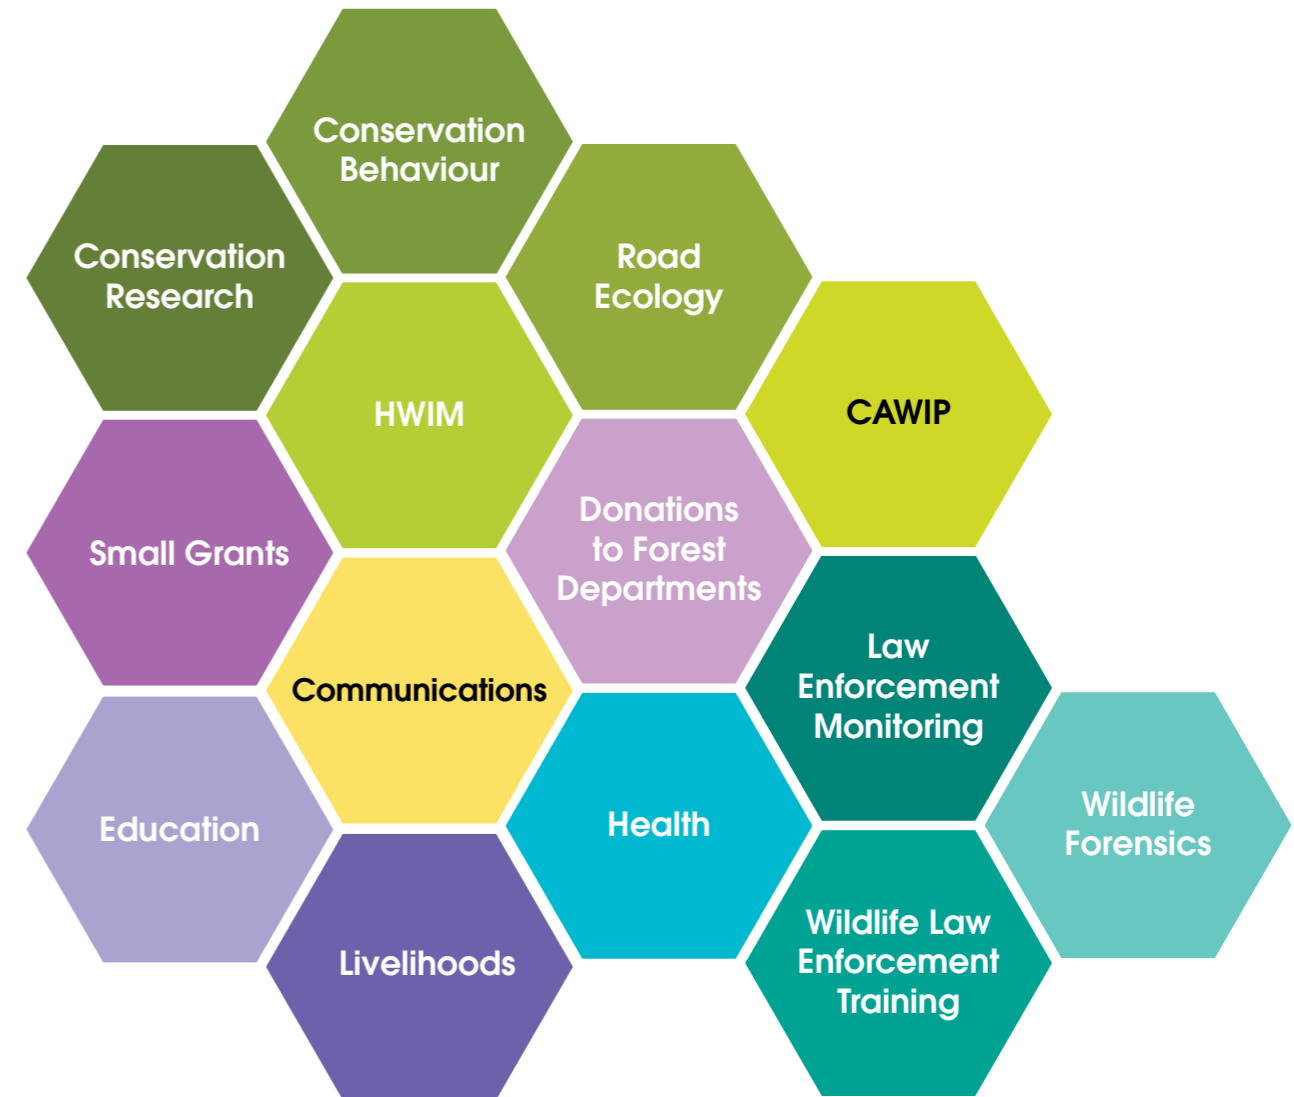 Conservation
Behaviour
Conservation
Research
Road
Ecology
HWIM
CAWIP
Donations
to Forest
Departments
Small Grants
Law
Enforcement
Monitoring
Communications
Wildlife
Forensics
Education
Health
Livelihoods
Wildlife Law
Enforcement
Training